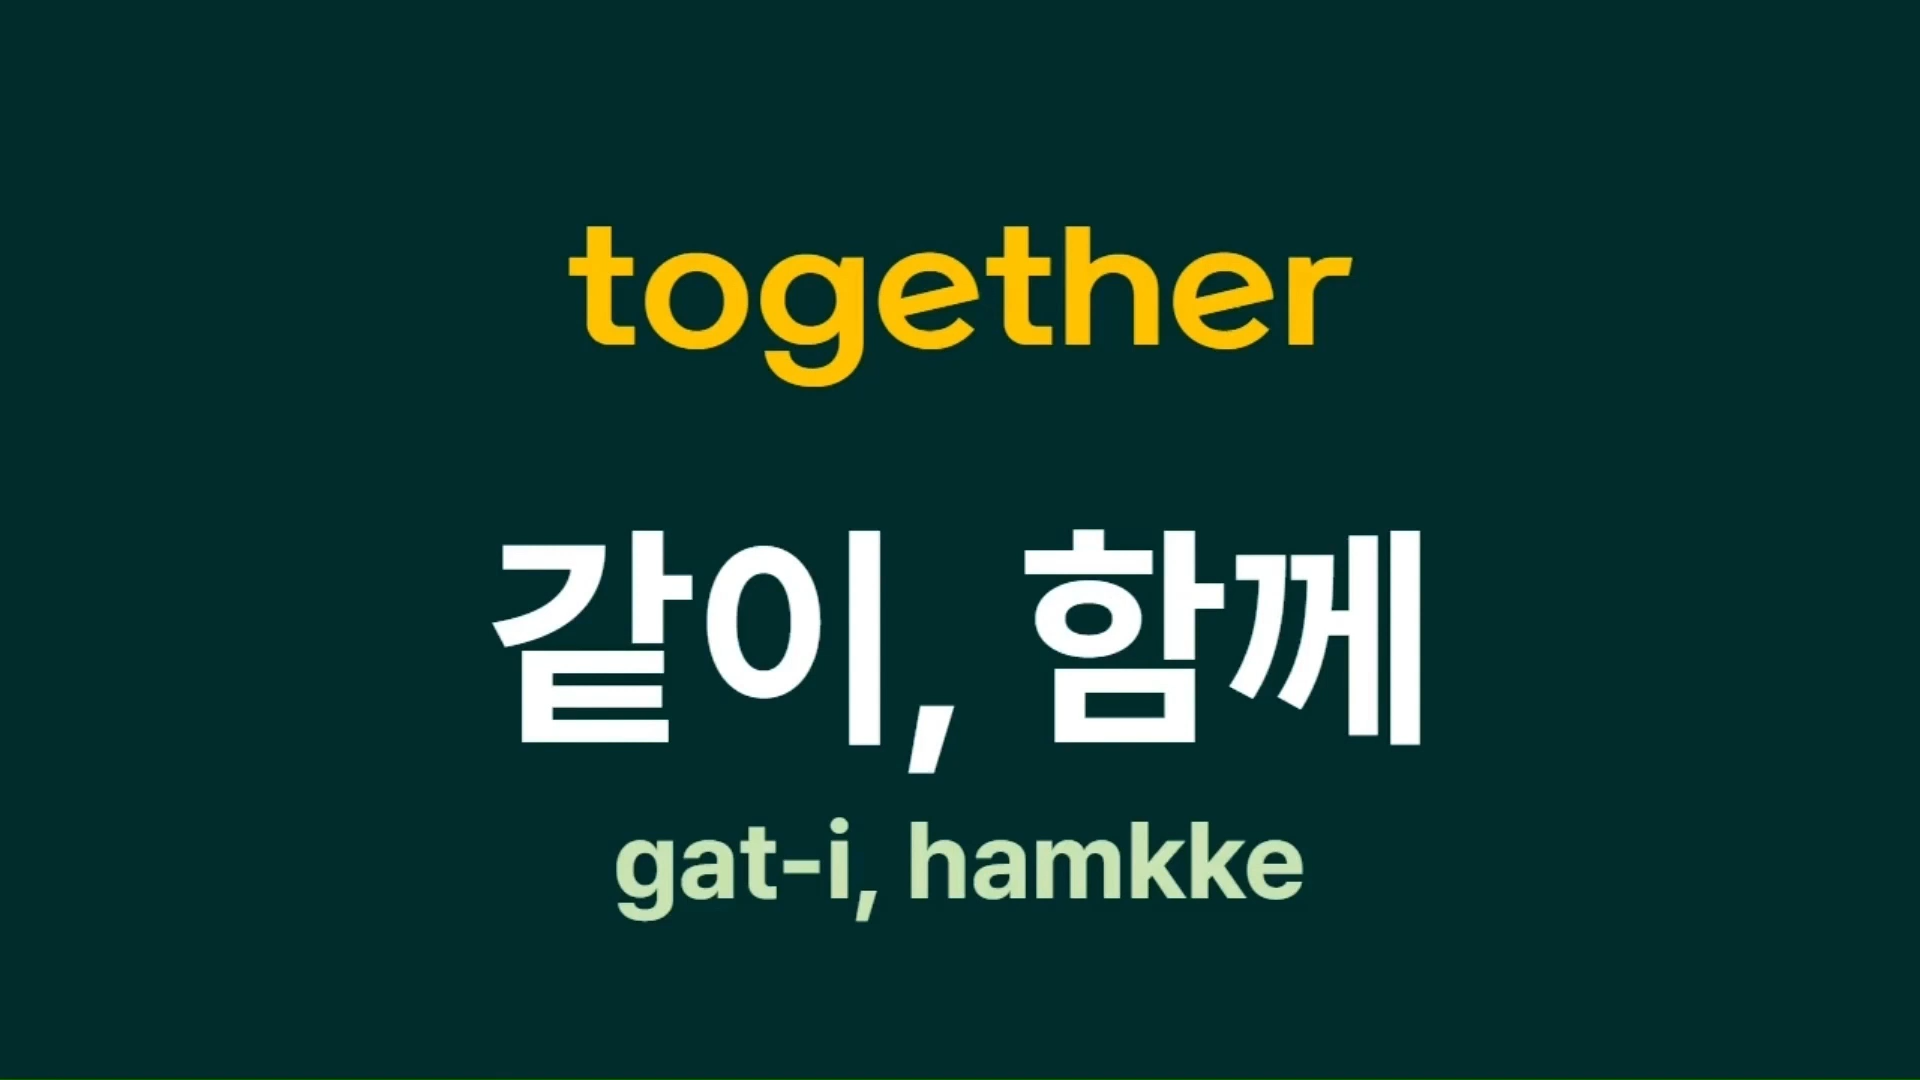 together
같이, 함께
gat-i, hamkke